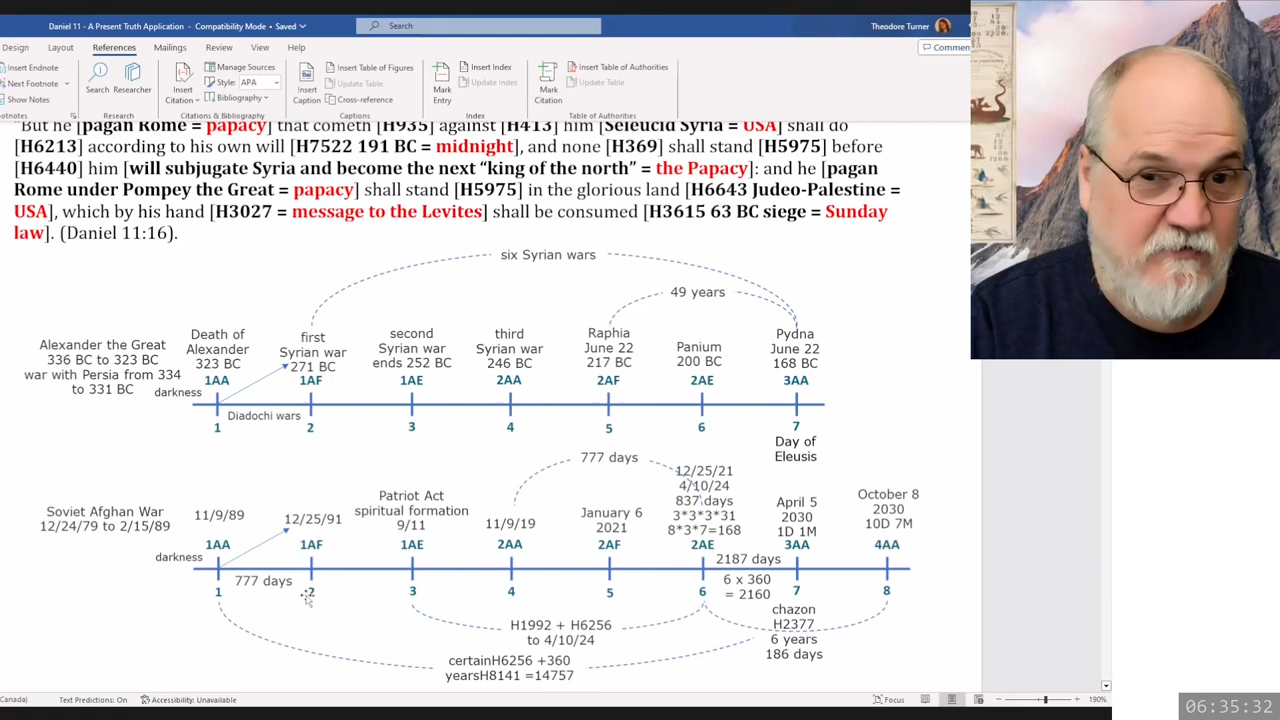 Daniel 11 - A Present Truth Application - Compatibility Mode • Saved
Search
Theodore Turner
Design Layout References Mailings Review View Help
Commen
Insert Endnote
Next Footnote
Show Notes
ootnotes
Search
Researcher
Research
Insert Citation
Manage Sources
Style: APA
Bibliography
Citations & Bibliography
Insert Caption
Insert Table of Figures
Update Table
Cross-reference
Captions
Mark Entry
Insert Index
Update Index
Index
Mark Citation
Insert Table of Authorities
Update Table
Table of Authorities
"But he [pagan Rome = papacy] that cometh [H935] against [H413] him [Seleucid Syria = USA] shall do
[H6213] according to his own will [H7522 191 BC = midnight], and none [H369] shall stand [H5975] before
[H6440] him [will subjugate Syria and become the next “king of the north” = the Papacy]: and he [pagan
Rome under Pompey the Great = papacy] shall stand [H5975] in the glorious land [H6643 Judeo-Palestine =
USA], which by his hand [H3027 = message to the Levites] shall be consumed [H3615 63 BC siege = Sunday
law]. (Daniel 11:16).
six Syrian wars
49 years
Alexander the Great
336 BC to 323 BC
war with Persia from 334
to 331 BC
darkness
Death of
Alexander
323 BC
1AA
first
Syrian war
271 BC
1AF
second
Syrian war
ends 252 BC
1AE
third
Syrian war
246 BC
2AA
Raphia
June 22
217 BC
2AF
Panium
200 BC
2AE
Pydna
June 22
168 BC
3AA
Diadochi wars
1 2 3 4 5 6 7
Day of
Eleusis
777 days
Soviet Afghan War
12/24/79 to 2/15/89
darkness
11/9/89
1AA
12/25/91
1AF
Patriot Act
spiritual formation
9/11
1AE
11/9/19
2AA
January 6
2021
2AF
12/25/21
4/10/24
837 days
3*3*3*31
8*3*7=168
2AE
April 5
2030
1D 1M
3AA
October 8
2030
10D 7M
4AA
2187 days
777 days
6 x 360
= 2160
1 2 3 4 5 6 7 8
H1992 + H6256
to 4/10/24
chazon
H2377
6 years
186 days
certainH6256 +360
yearsH8141 =14757
Canada)
Text Predictions: On
Accessibility: Unavailable
Focus
190%
06:35:32